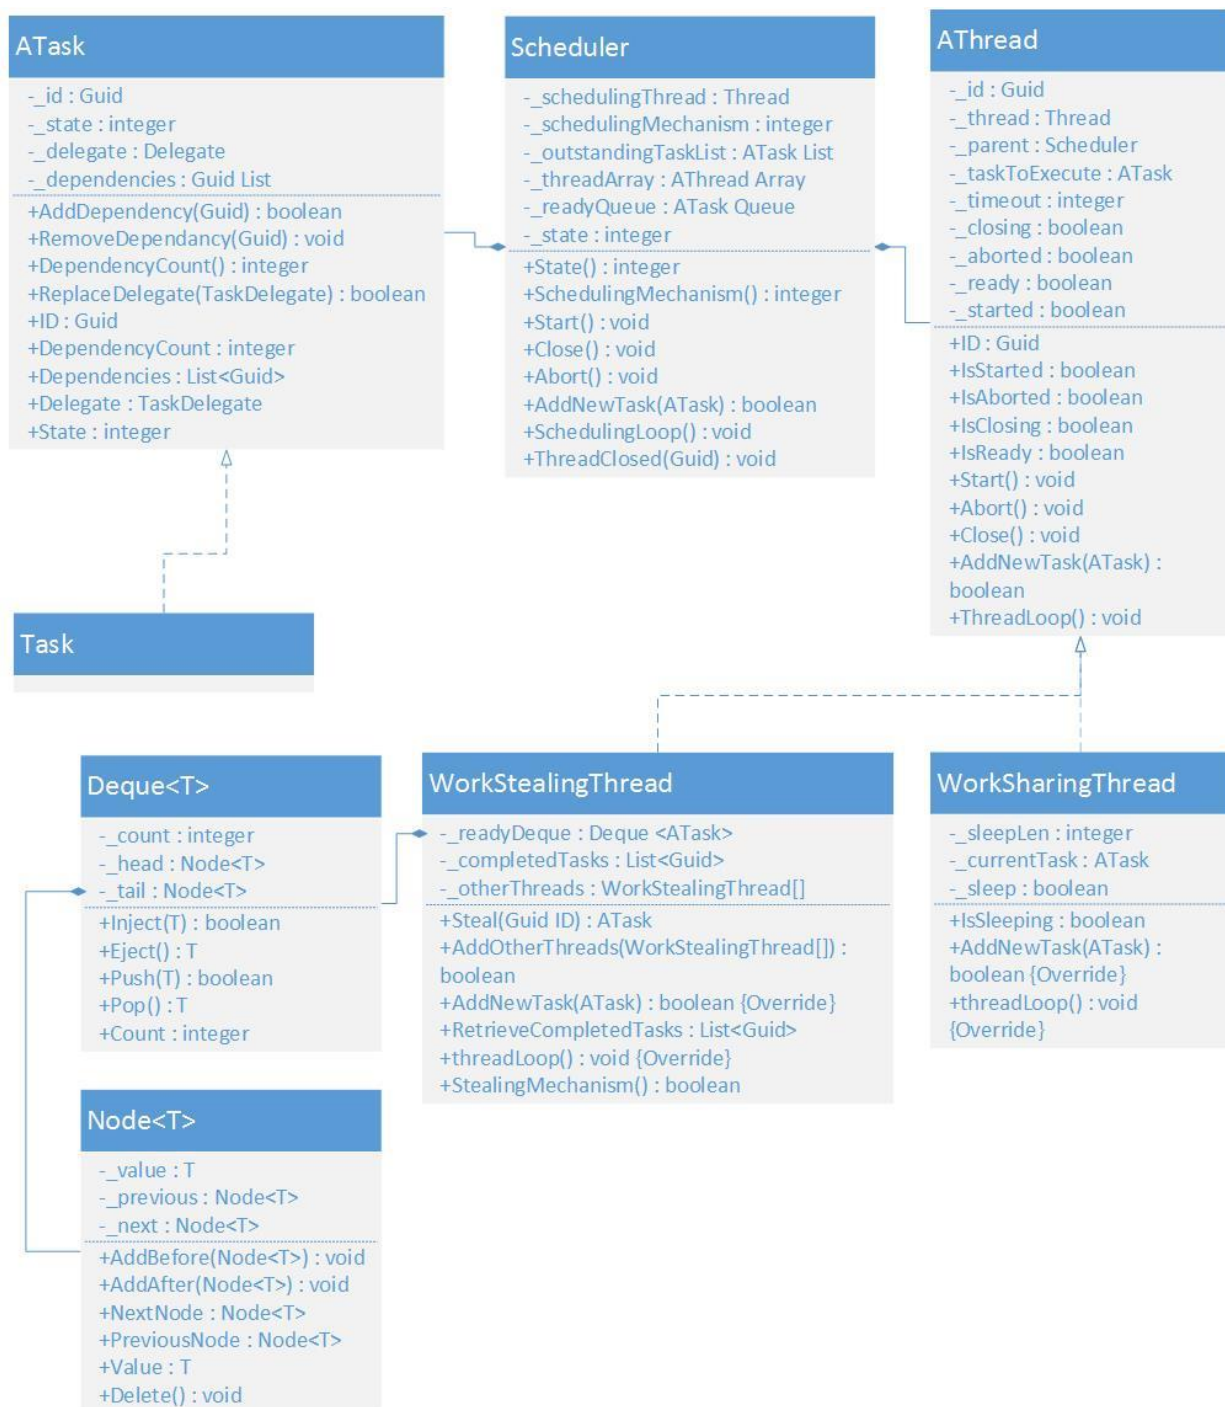 ATask
-_id : Guid
-_state : integer
-_delegate : Delegate
-_dependencies : Guid List
+AddDependency(Guid) : boolean
+RemoveDependancy(Guid) : void
+DependencyCount() : integer
+ReplaceDelegate(TaskDelegate) : boolean
+ID : Guid
+DependencyCount : integer
+Dependencies : List<Guid>
+Delegate : TaskDelegate
+State : integer
Scheduler
-_schedulingThread : Thread
-_schedulingMechanism : integer
-_outstandingTaskList : ATask List
-_threadArray : AThread Array
-_readyQueue : ATask Queue
-_state : integer
+State() : integer
+SchedulingMechanism() : integer
+Start() : void
+Close() : void
+Abort() : void
+AddNewTask(ATask) : boolean
+SchedulingLoop() : void
+ThreadClosed(Guid) : void
AThread
-_id : Guid
-_thread : Thread
-_parent : Scheduler
-_taskToExecute : ATask
-_timeout : integer
-_closing : boolean
-_aborted : boolean
-_ready : boolean
-_started : boolean
+ID : Guid
+IsStarted : boolean
+IsAborted : boolean
+IsClosing : boolean
+IsReady : boolean
+Start() : void
+Abort() : void
+Close() : void
+AddNewTask(ATask) :
boolean
+ThreadLoop() : void
Task
Deque<T>
-_count : integer
-_head : Node<T>
-_tail : Node<T>
+Inject(T) : boolean
+Eject() : T
+Push(T) : boolean
+Pop() : T
+Count : integer
WorkStealingThread
-_readyDeque : Deque <ATask>
-_completedTasks : List<Guid>
-_otherThreads : WorkStealingThread[]
+Steal(Guid ID) : ATask
+AddOtherThreads(WorkStealingThread[]) :
boolean
+AddNewTask(ATask) : boolean {Override}
+RetrieveCompletedTasks : List<Guid>
+threadLoop() : void {Override}
+StealingMechanism() : boolean
WorkSharingThread
-_sleepLen : integer
-_currentTask : ATask
-_sleep : boolean
+IsSleeping : boolean
+AddNewTask(ATask) :
boolean {Override}
+threadLoop() : void
{Override}
Node<T>
-_value : T
-_previous : Node<T>
-_next : Node<T>
+AddBefore(Node<T>) : void
+AddAfter(Node<T>) : void
+NextNode : Node<T>
+PreviousNode : Node<T>
+Value : T
+Delete() : void